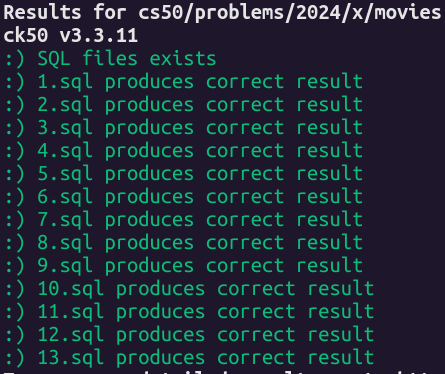 Results for cs50/problems/2024/x/movies
ck50 v3.3.11
:) SQL files exists
:) 1.sql produces correct result
:) 2.sql produces correct result
:) 3.sql produces correct result
:) 4.sql produces correct result
:) 5.sql produces correct result
:) 6.sql produces correct result
:) 7.sql produces correct result
:) 8.sql produces correct result
:) 9.sql produces correct result
:) 10.sql produces correct result
:) 11.sql produces correct result
:) 12.sql produces correct result
:) 13.sql produces correct result